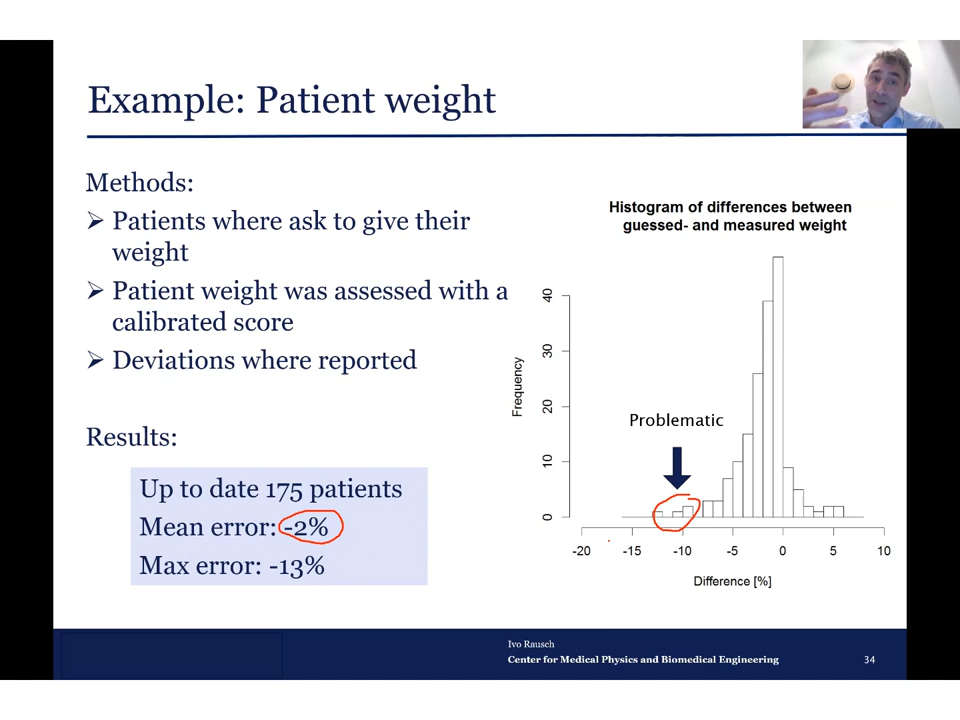 Example: Patient weight
Methods:
➤ Patients where ask to give their
weight
➤ Patient weight was assessed with a
calibrated score
➤ Deviations where reported
Results:
Up to date 175 patients
Mean error: -2%
Max error: -13%
Histogram of differences between
guessed- and measured weight
Frequency
40
30
20
10
0
Problematic
-20 -15 -10 -5 0 5 10
Difference [%]
Ivo Rausch
Center for Medical Physics and Biomedical Engineering
34